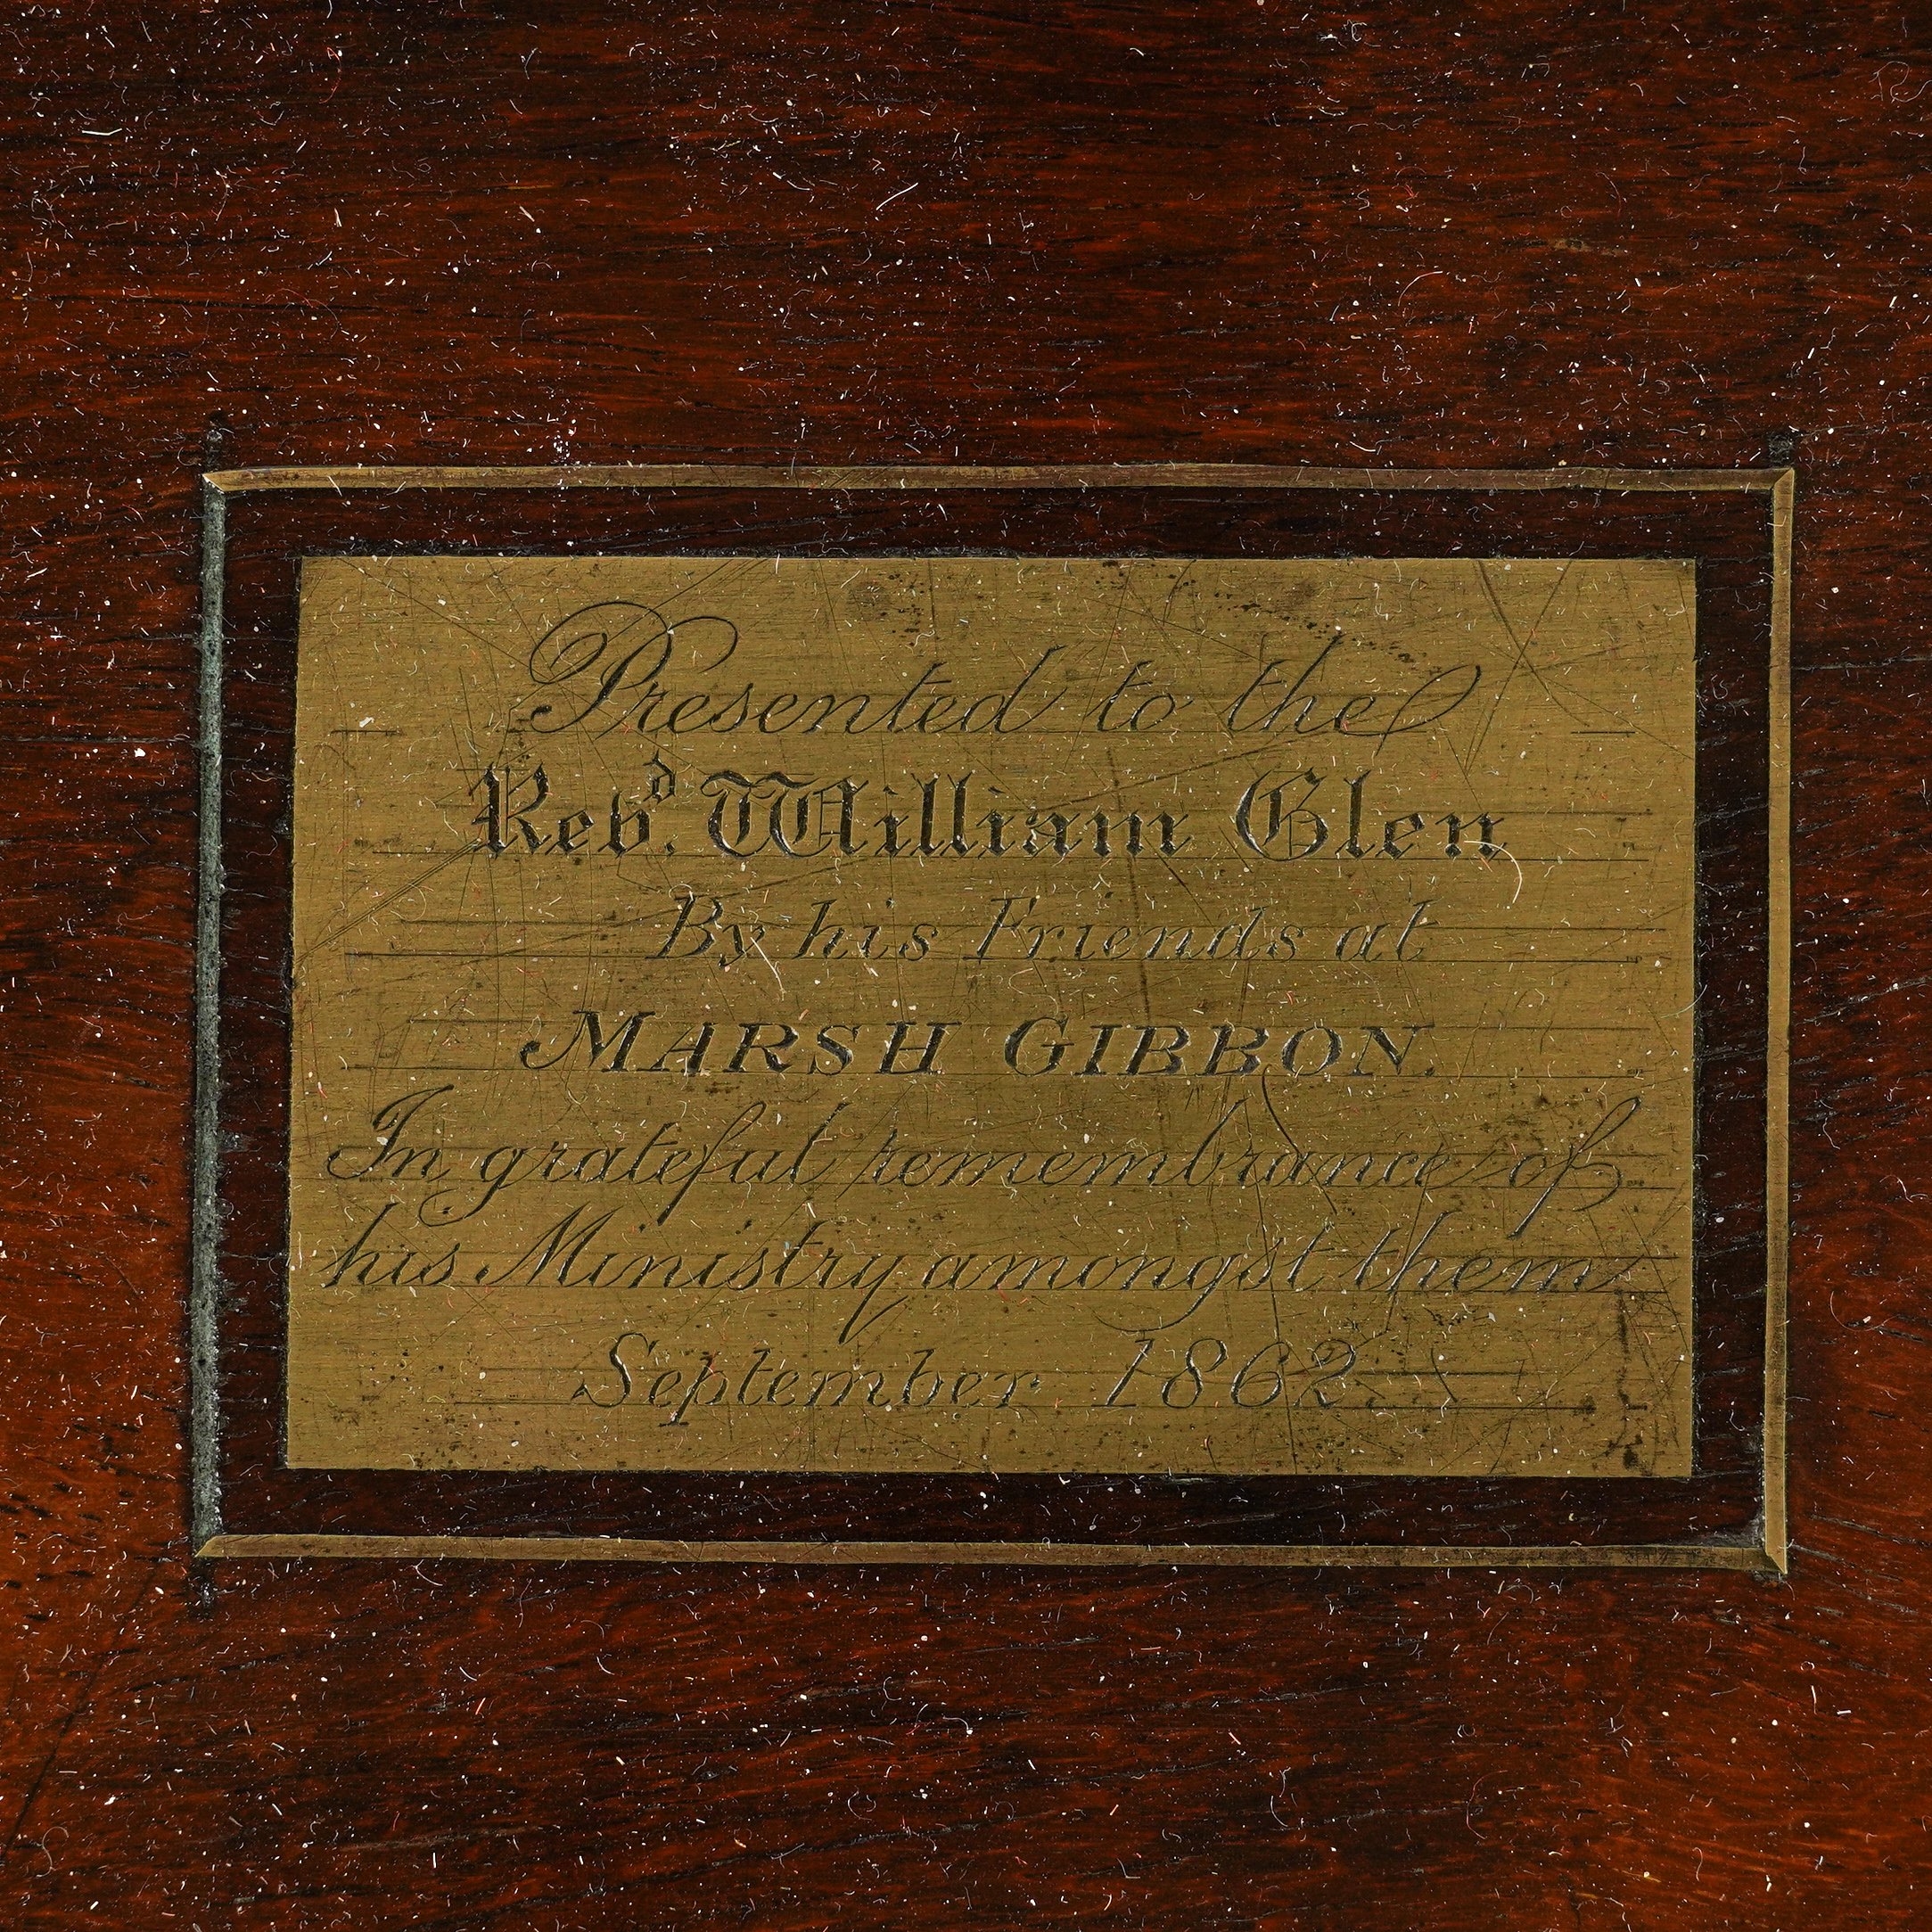 Presented to the
Revd. William Glen
By his Friends at
MARSH GIBBON.
In grateful remembrance of
his Ministry amongst them
September 1862.